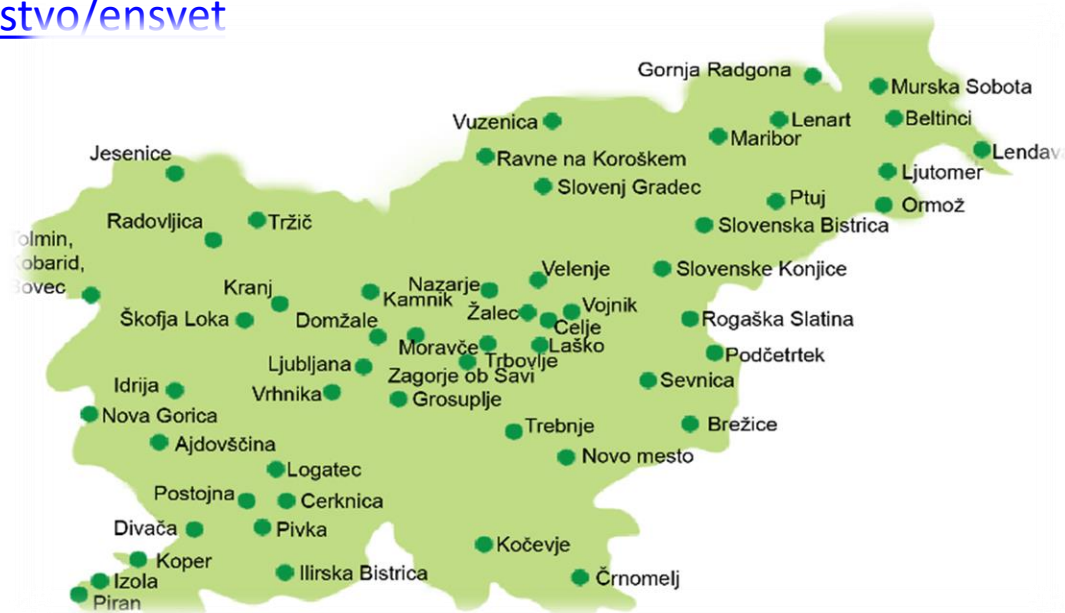 stvo/ensvet
Gornja Radgona
Murska Sobota
Vuzenica
Lenart
Beltinci
Maribor
Jesenice
Ravne na Koroškem
Lendava
Ljutomer
Slovenj Gradec
Ptuj
Ormož
Radovljica
Tržič
Slovenska Bistrica
olmin,
obarid,
Bovec
Velenje
Slovenske Konjice
Kranj
Nazarje
Kamnik
Vojnik
Žalec
Škofja Loka
Domžale
Celje
Rogaška Slatina
Moravče
Laško
Trbovlje
Podčetrtek
Ljubljana
Zagorje ob Savi
Sevnica
Idrija
Vrhnika
Grosuplje
Nova Gorica
Trebnje
Brežice
Ajdovščina
Novo mesto
Logatec
Postojna
Cerknica
Divača
Pivka
Kočevje
Koper
Ilirska Bistrica
Črnomelj
Izola
Piran